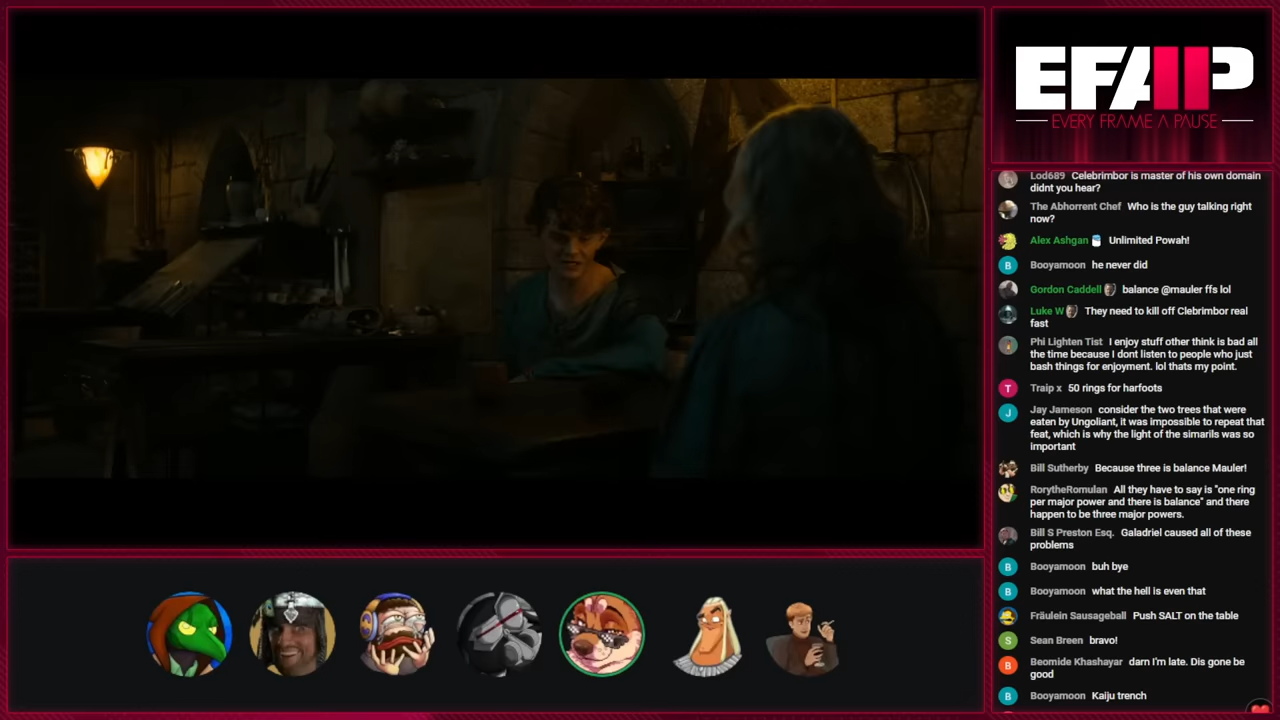 EFAP
EVERY FRAME A PAUSE
Lod689 Celebrimbor is master of his own domain
didnt you hear?
The Abhorrent Chef Who is the guy talking right
now?
Alex Ashgan Unlimited Powah!
B Booyamoon he never did
Gordon Caddell balance @mauler ffs lol
Luke W They need to kill off Clebrimbor real
fast
Phi Lighten Tist I enjoy stuff other think is bad all
the time because I dont listen to people who just
bash things for enjoyment. lol thats my point.
T Traip x 50 rings for harfoots
J Jay Jameson consider the two trees that were
eaten by Ungoliant, it was impossible to repeat that
feat, which is why the light of the simarils was so
important
Bill Sutherby Because three is balance Mauler!
RorytheRomulan All they have to say is "one ring
per major power and there is balance" and there
happen to be three major powers.
Bill S Preston Esq. Galadriel caused all of these
problems
B Booyamoon buh bye
B Booyamoon what the hell is even that
Fräulein Sausageball Push SALT on the table
S Sean Breen bravo!
B Beomide Khashayar darn I'm late. Dis gone be
good
B Booyamoon Kaiju trench